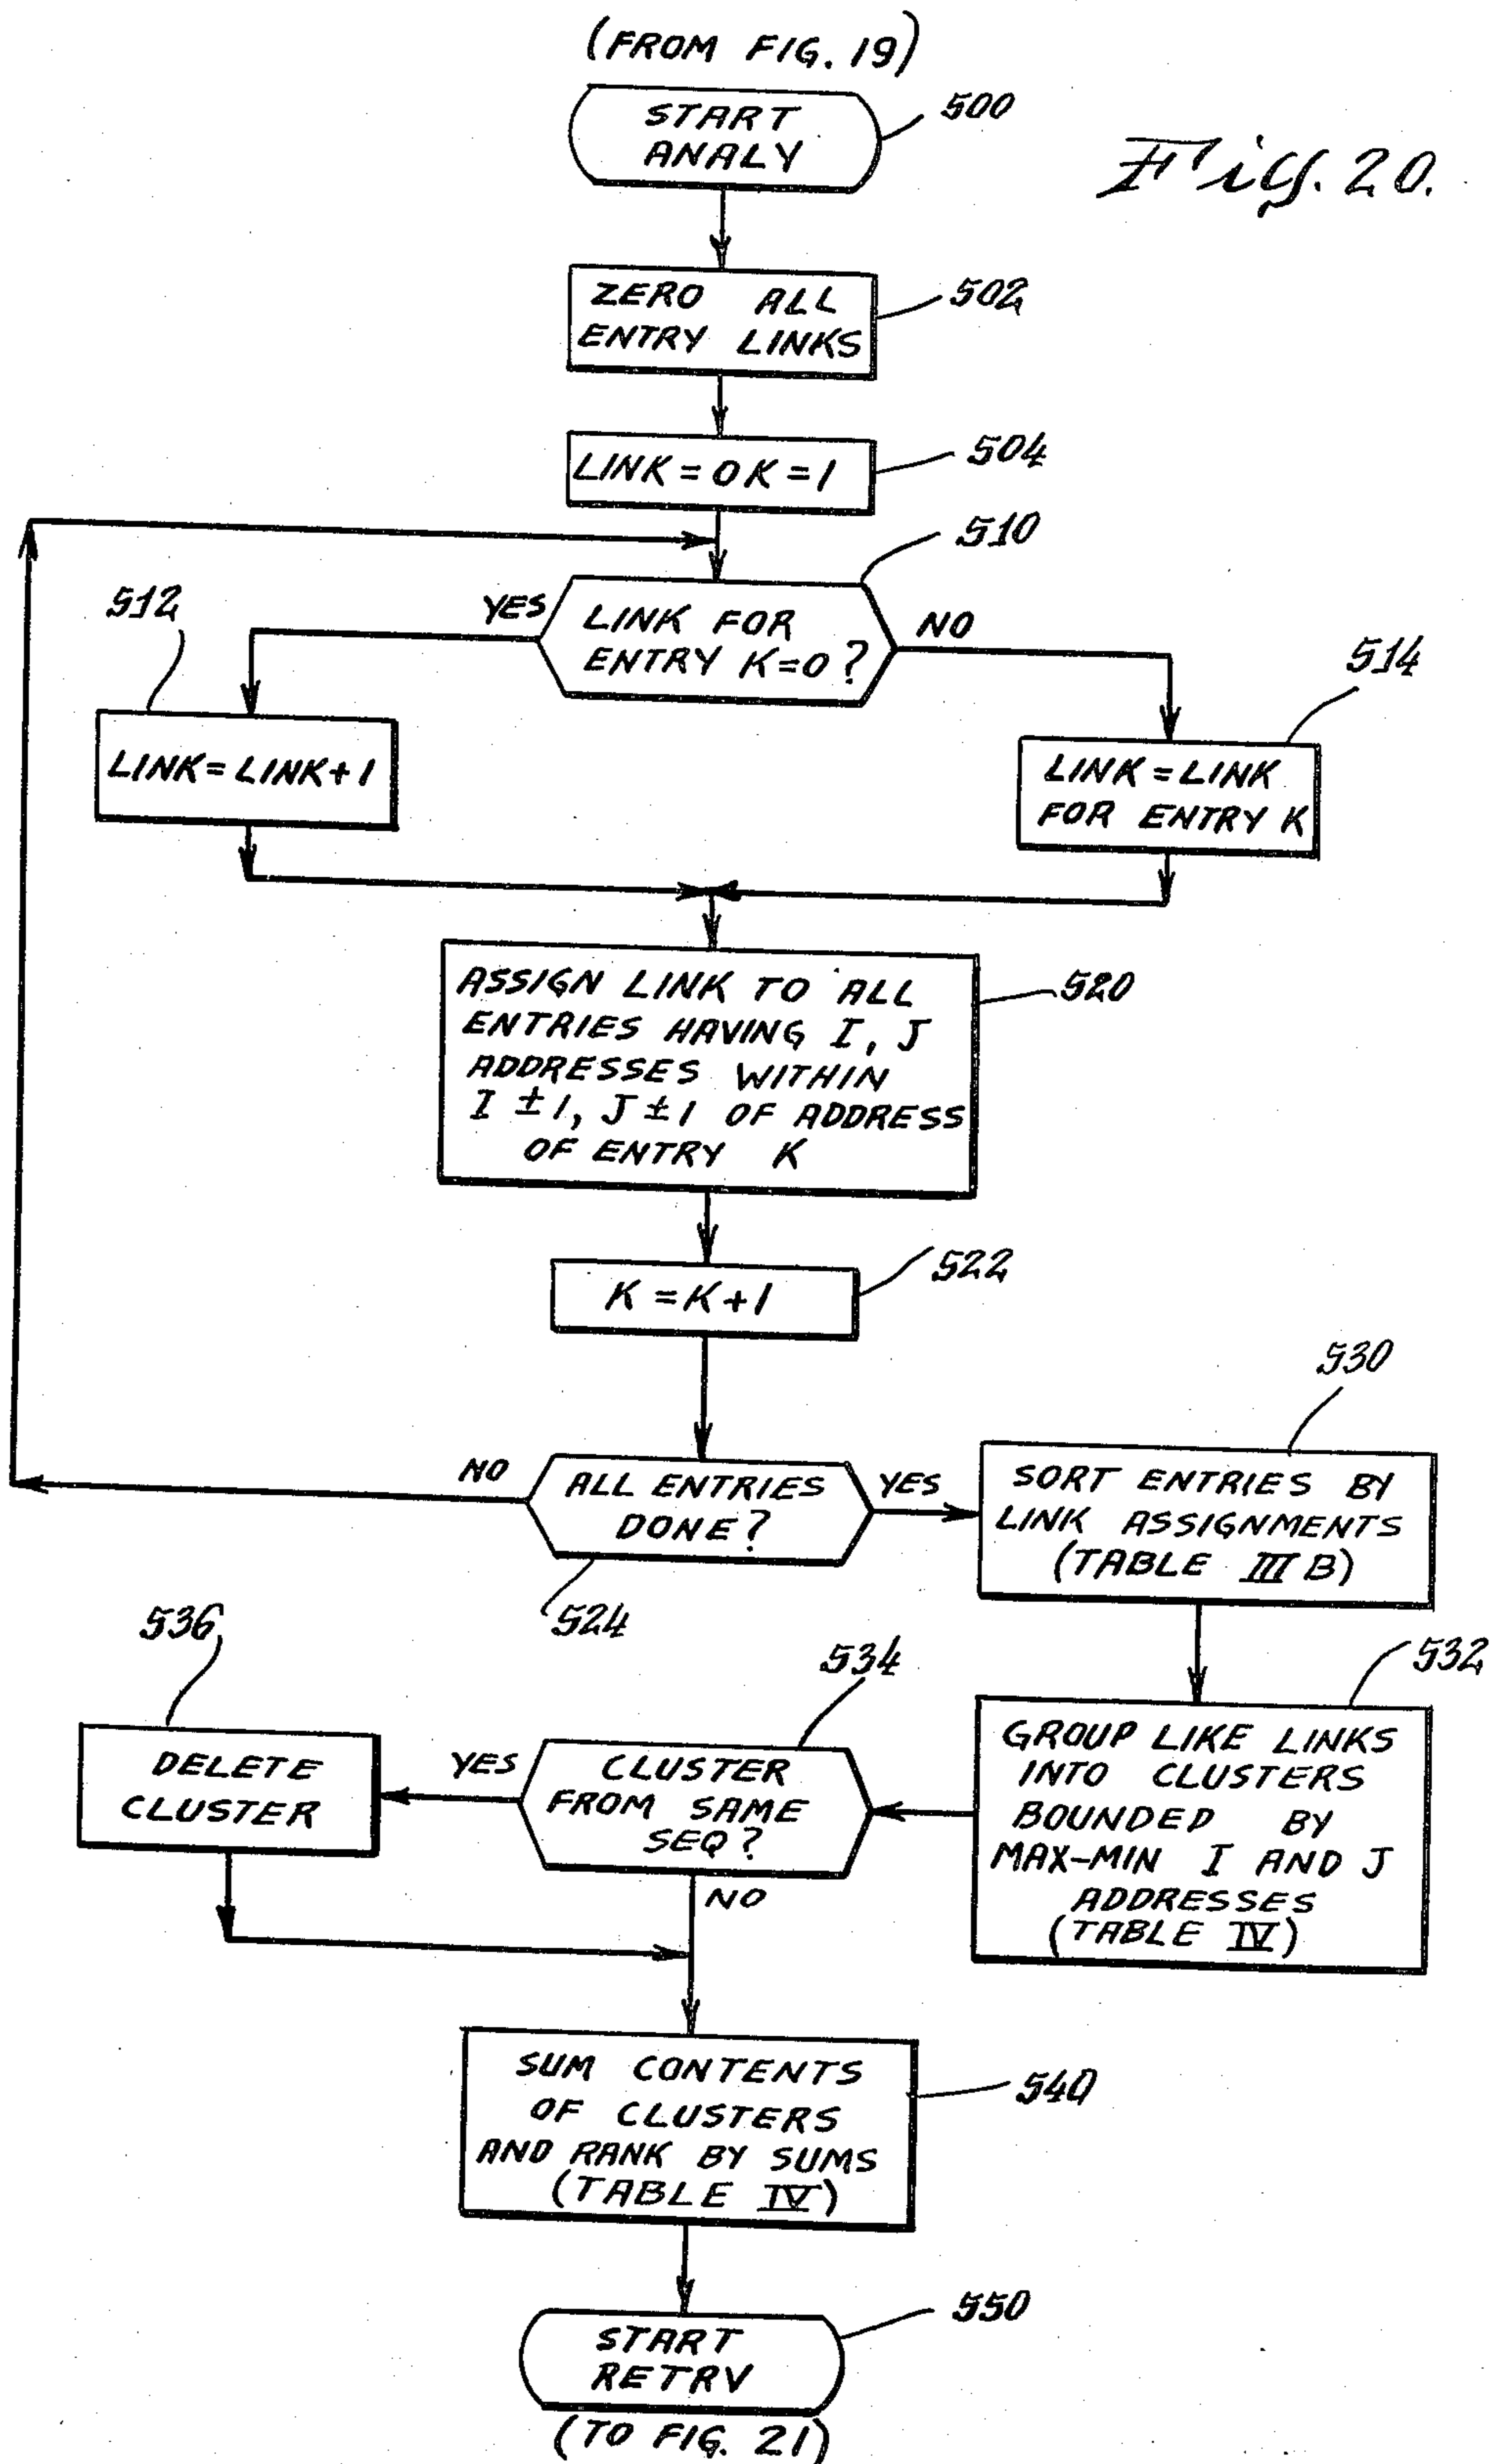 (FROM FIG. 19)
START
ANALY
500
Fig. 20.
ZERO ALL
ENTRY LINKS
502
LINK = 0 K = 1
504
510
512
YES
LINK FOR
ENTRY K=0?
NO
514
LINK = LINK + 1
LINK = LINK
FOR ENTRY K
ASSIGN LINK TO ALL
ENTRIES HAVING I, J
ADDRESSES WITHIN
I ± 1, J ± 1 OF ADDRESS
OF ENTRY K
520
K = K + 1
522
530
NO
ALL ENTRIES
DONE?
YES
SORT ENTRIES BY
LINK ASSIGNMENTS
(TABLE III B)
524
536
534
532
DELETE
CLUSTER
YES
CLUSTER
FROM SAME
SEQ?
NO
GROUP LIKE LINKS
INTO CLUSTERS
BOUNDED BY
MAX-MIN I AND J
ADDRESSES
(TABLE IV)
SUM CONTENTS
OF CLUSTERS
AND RANK BY SUMS
(TABLE IV)
540
START
RETRV
550
(TO FIG. 21)